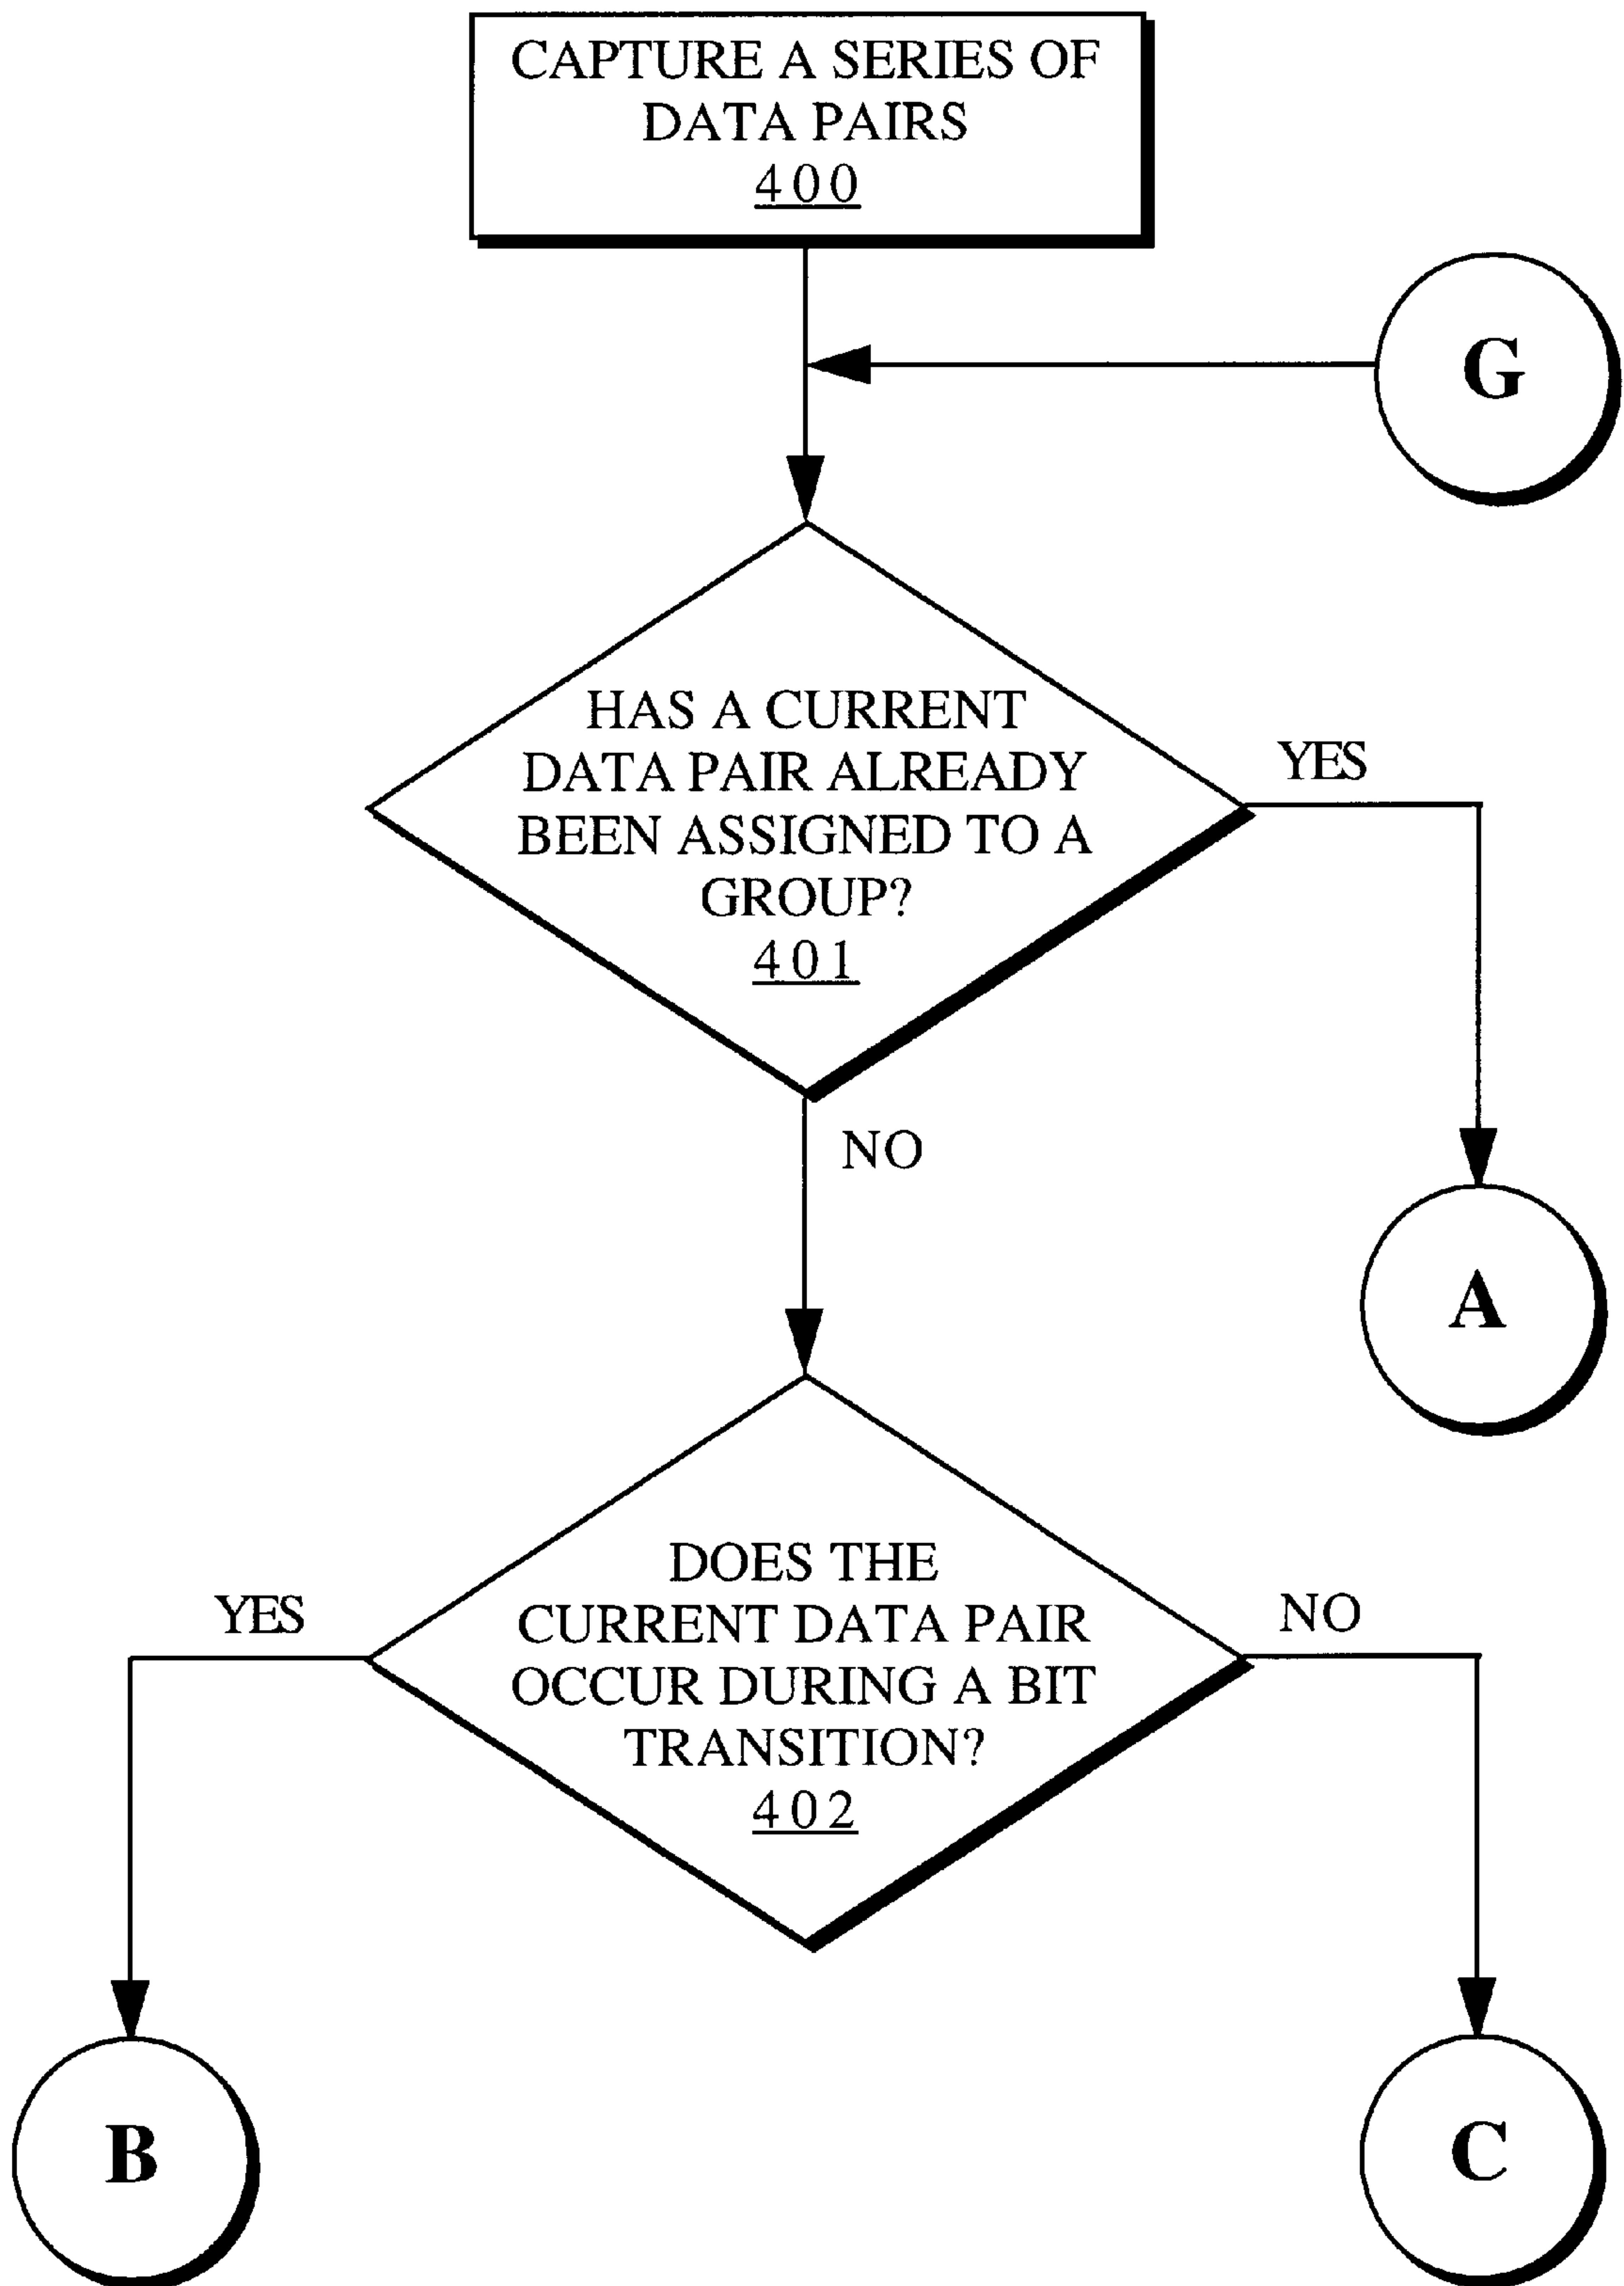 CAPTURE A SERIES OF
DATA PAIRS
400
G
HAS A CURRENT
DATA PAIR ALREADY
BEEN ASSIGNED TO A
GROUP?
401
YES
NO
A
DOES THE
CURRENT DATA PAIR
OCCUR DURING A BIT
TRANSITION?
402
YES
NO
B
C